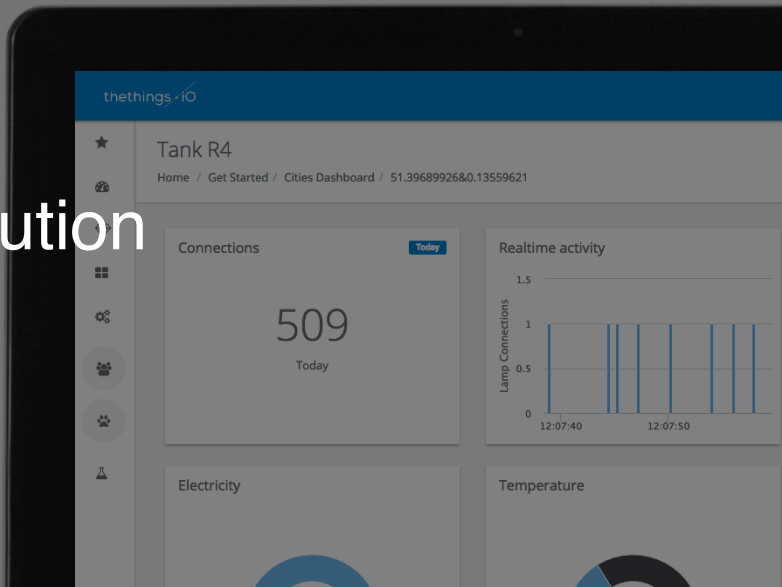 thethings.iO
Tank R4
Home / Get Started / Cities Dashboard / 51.39689926&0.13559621
ution
Connections
Today
509
Today
Realtime activity
1.5
1
0.5
0
Lamp Connections
12:07:40
12:07:50
Electricity
Temperature